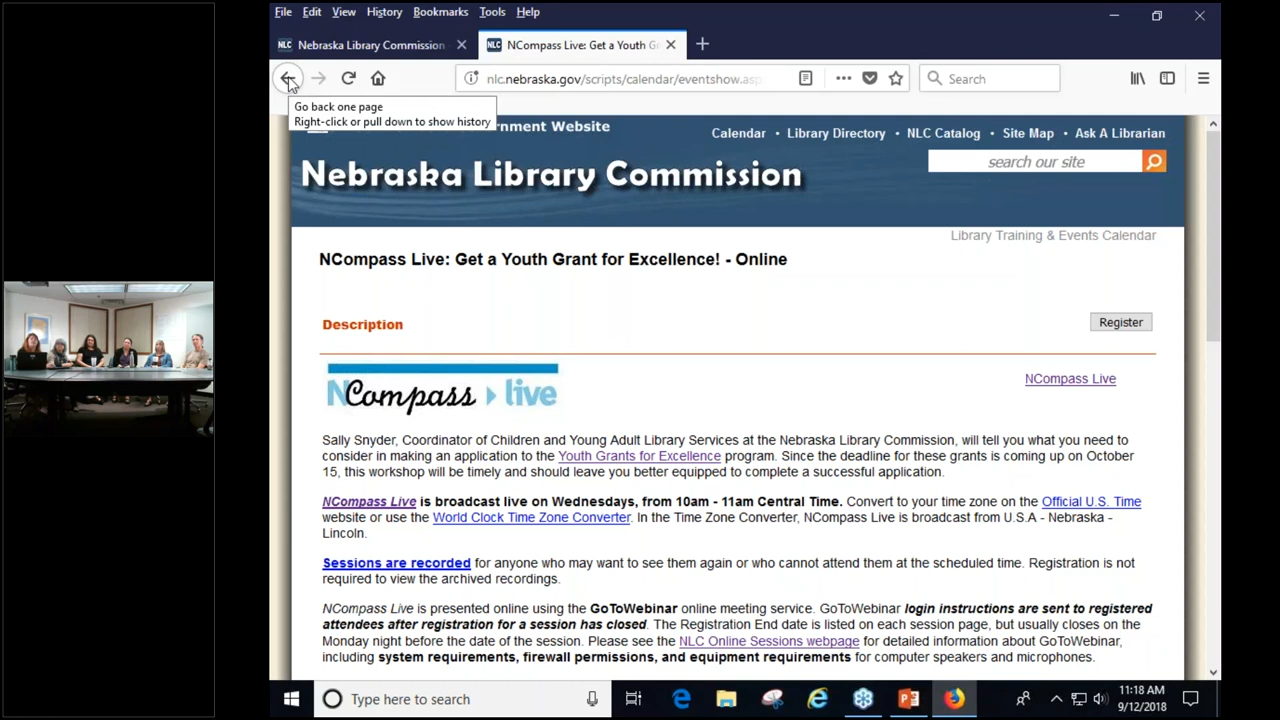 File Edit View History Bookmarks Tools Help
NLC Nebraska Library Commission
NLC NCompass Live: Get a Youth Gr
nlc.nebraska.gov/scripts/calendar/eventshow.asp
Search
Go back one page
Right-click or pull down to show history
ernment Website
Calendar • Library Directory • NLC Catalog • Site Map • Ask A Librarian
Nebraska Library Commission
search our site
Library Training & Events Calendar
NCompass Live: Get a Youth Grant for Excellence! - Online
Description
Register
NCompass live
NCompass Live
Sally Snyder, Coordinator of Children and Young Adult Library Services at the Nebraska Library Commission, will tell you what you need to
consider in making an application to the Youth Grants for Excellence program. Since the deadline for these grants is coming up on October
15, this workshop will be timely and should leave you better equipped to complete a successful application.
NCompass Live is broadcast live on Wednesdays, from 10am - 11am Central Time. Convert to your time zone on the Official U.S. Time
website or use the World Clock Time Zone Converter. In the Time Zone Converter, NCompass Live is broadcast from U.S.A - Nebraska -
Lincoln.
Sessions are recorded for anyone who may want to see them again or who cannot attend them at the scheduled time. Registration is not
required to view the archived recordings.
NCompass Live is presented online using the GoToWebinar online meeting service. GoToWebinar login instructions are sent to registered
attendees after registration for a session has closed. The Registration End date is listed on each session page, but usually closes on the
Monday night before the date of the session. Please see the NLC Online Sessions webpage for detailed information about GoToWebinar,
including system requirements, firewall permissions, and equipment requirements for computer speakers and microphones.
Type here to search
11:18 AM
9/12/2018